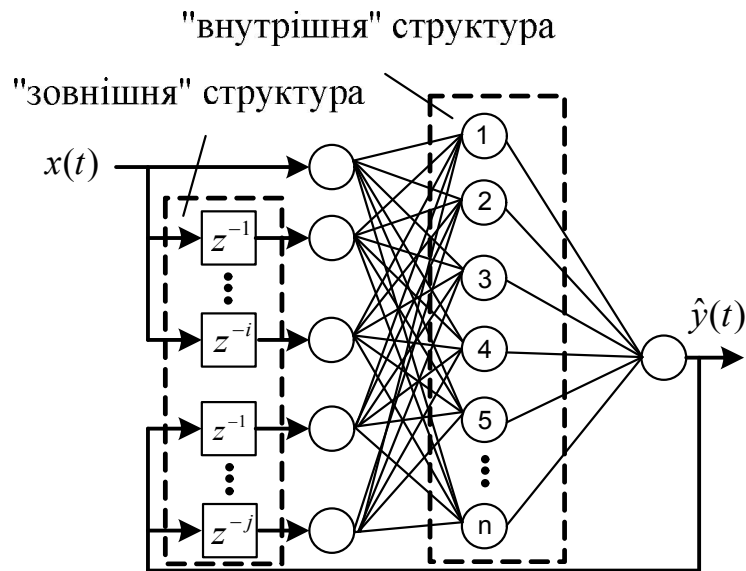 "внутрішня" структура
"зовнішня" структура
x(t)
1
z⁻¹
2
3
z⁻ⁱ
4
ŷ(t)
z⁻¹
5
z⁻ʲ
n